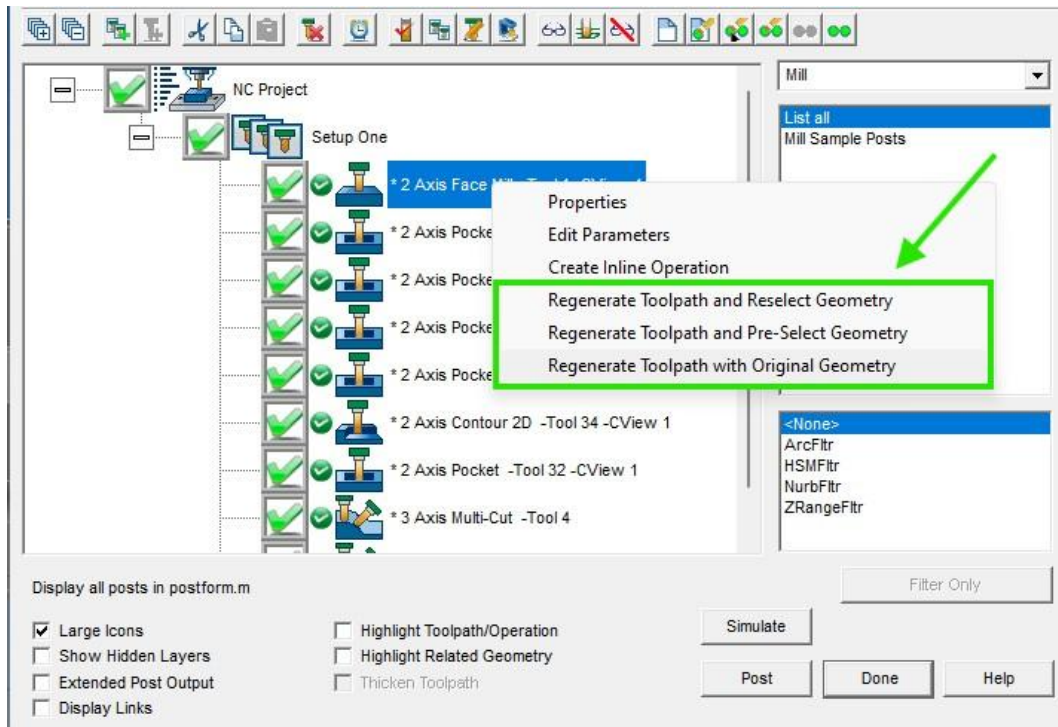 NC Project
Setup One
* 2 Axis Face
* 2 Axis Pocke
* 2 Axis Pocke
* 2 Axis Pocke
* 2 Axis Pocke
* 2 Axis Contour 2D -Tool 34 -CView 1
* 2 Axis Pocket -Tool 32 -CView 1
* 3 Axis Multi-Cut -Tool 4
Properties
Edit Parameters
Create Inline Operation
Regenerate Toolpath and Reselect Geometry
Regenerate Toolpath and Pre-Select Geometry
Regenerate Toolpath with Original Geometry
Mill
List all
Mill Sample Posts
<None>
ArcFltr
HSMFltr
NurbFltr
ZRangeFltr
Display all posts in postform.m
Filter Only
Large Icons
Show Hidden Layers
Extended Post Output
Display Links
Highlight Toolpath/Operation
Highlight Related Geometry
Thicken Toolpath
Simulate
Post
Done
Help